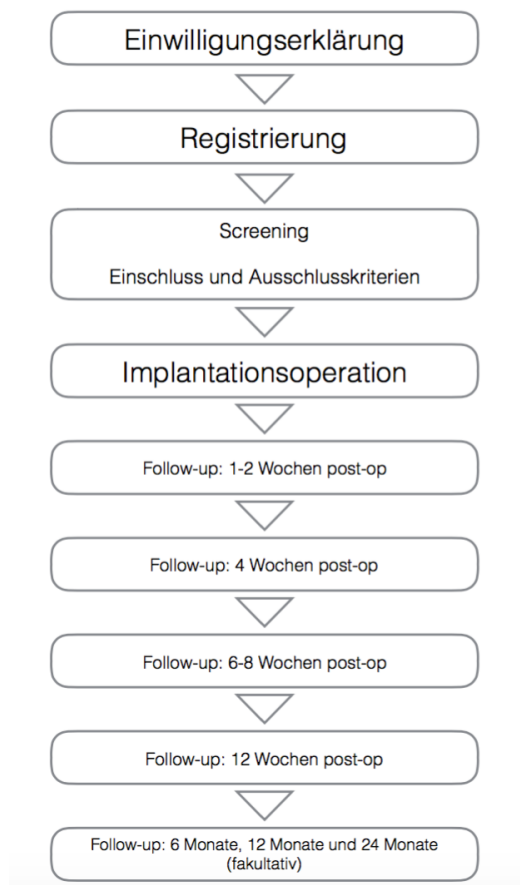 Einwilligungserklärung
Registrierung
Screening
Einschluss und Ausschlusskriterien
Implantationsoperation
Follow-up: 1-2 Wochen post-op
Follow-up: 4 Wochen post-op
Follow-up: 6-8 Wochen post-op
Follow-up: 12 Wochen post-op
Follow-up: 6 Monate, 12 Monate und 24 Monate
(fakultativ)